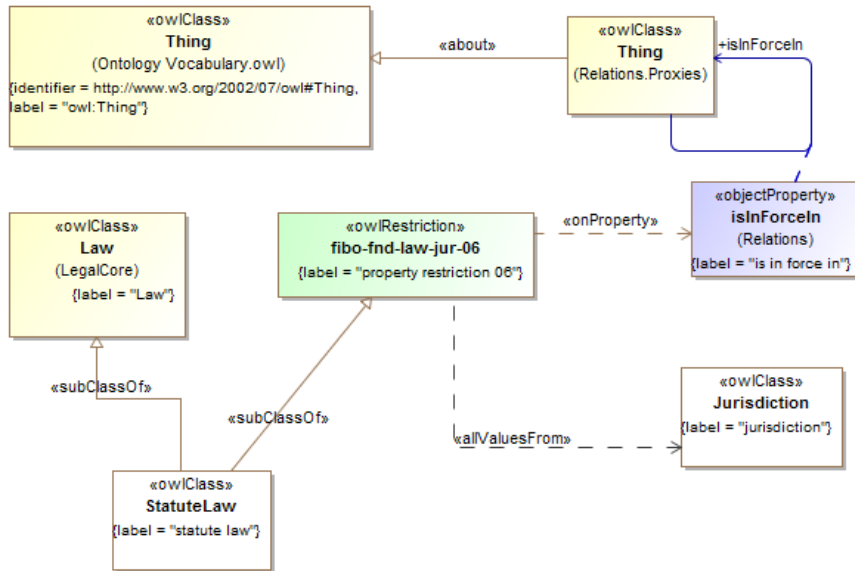 «owlClass»
Thing
(Ontology Vocabulary.owl)
{identifier = http://www.w3.org/2002/07/owl#Thing,
label = "owl:Thing"}
«about»
«owlClass»
Thing
(Relations.Proxies)
+isInForceIn
«owlClass»
Law
(LegalCore)
{label = "Law"}
«owlRestriction»
fibo-fnd-law-jur-06
{label = "property restriction 06"}
«onProperty»
«objectProperty»
isInForceIn
(Relations)
{label = "is in force in"}
«subClassOf»
«subClassOf»
«allValuesFrom»
«owlClass»
Jurisdiction
{label = "jurisdiction"}
«owlClass»
StatuteLaw
{label = "statute law"}